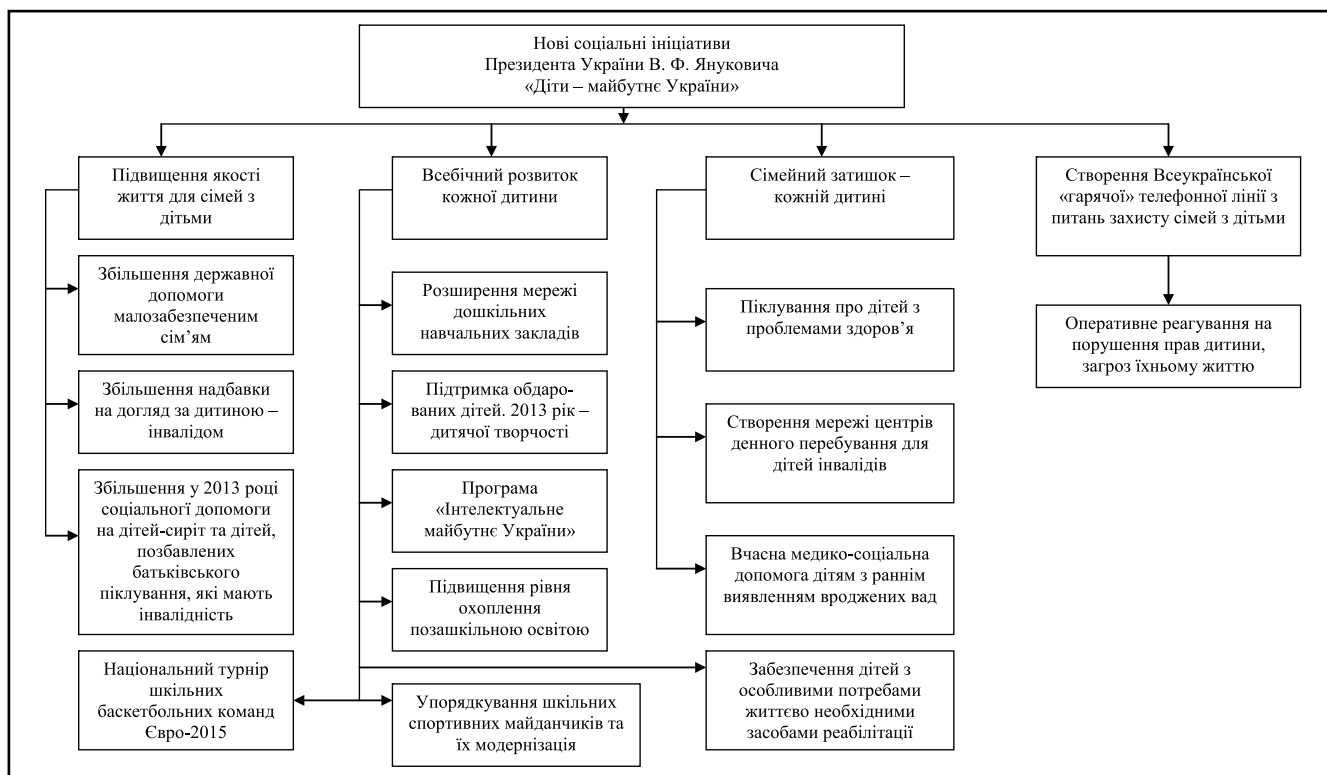 Нові соціальні ініціативи
Президента України В. Ф. Януковича
«Діти – майбутнє України»
Підвищення якості
життя для сімей з
дітьми
Всебічний розвиток
кожної дитини
Сімейний затишок –
кожній дитині
Створення Всеукраїнської
«гарячої» телефонної лінії з
питань захисту сімей з дітьми
Збільшення державної
допомоги
малозабезпеченим
сім’ям
Збільшення надбавки
на догляд за дитиною –
інвалідом
Збільшення у 2013 році
соціальної допомоги
на дітей-сиріт та дітей,
позбавлених
батьківського
піклування, які мають
інвалідність
Національний турнір
шкільних
баскетбольних команд
Євро-2015
Розширення мережі
дошкільних
навчальних закладів
Підтримка обдаро-
ваних дітей. 2013 рік –
дитячої творчості
Програма
«Інтелектуальне
майбутнє України»
Підвищення рівня
охоплення
позашкільною освітою
Упорядкування шкільних
спортивних майданчиків та
їх модернізація
Піклування про дітей з
проблемами здоров’я
Створення мережі центрів
денного перебування для
дітей інвалідів
Вчасна медико-соціальна
допомога дітям з раннім
виявленням вроджених вад
Забезпечення дітей з
особливими потребами
життєво необхідними
засобами реабілітації
Оперативне реагування на
порушення прав дитини,
загроз їхньому життю